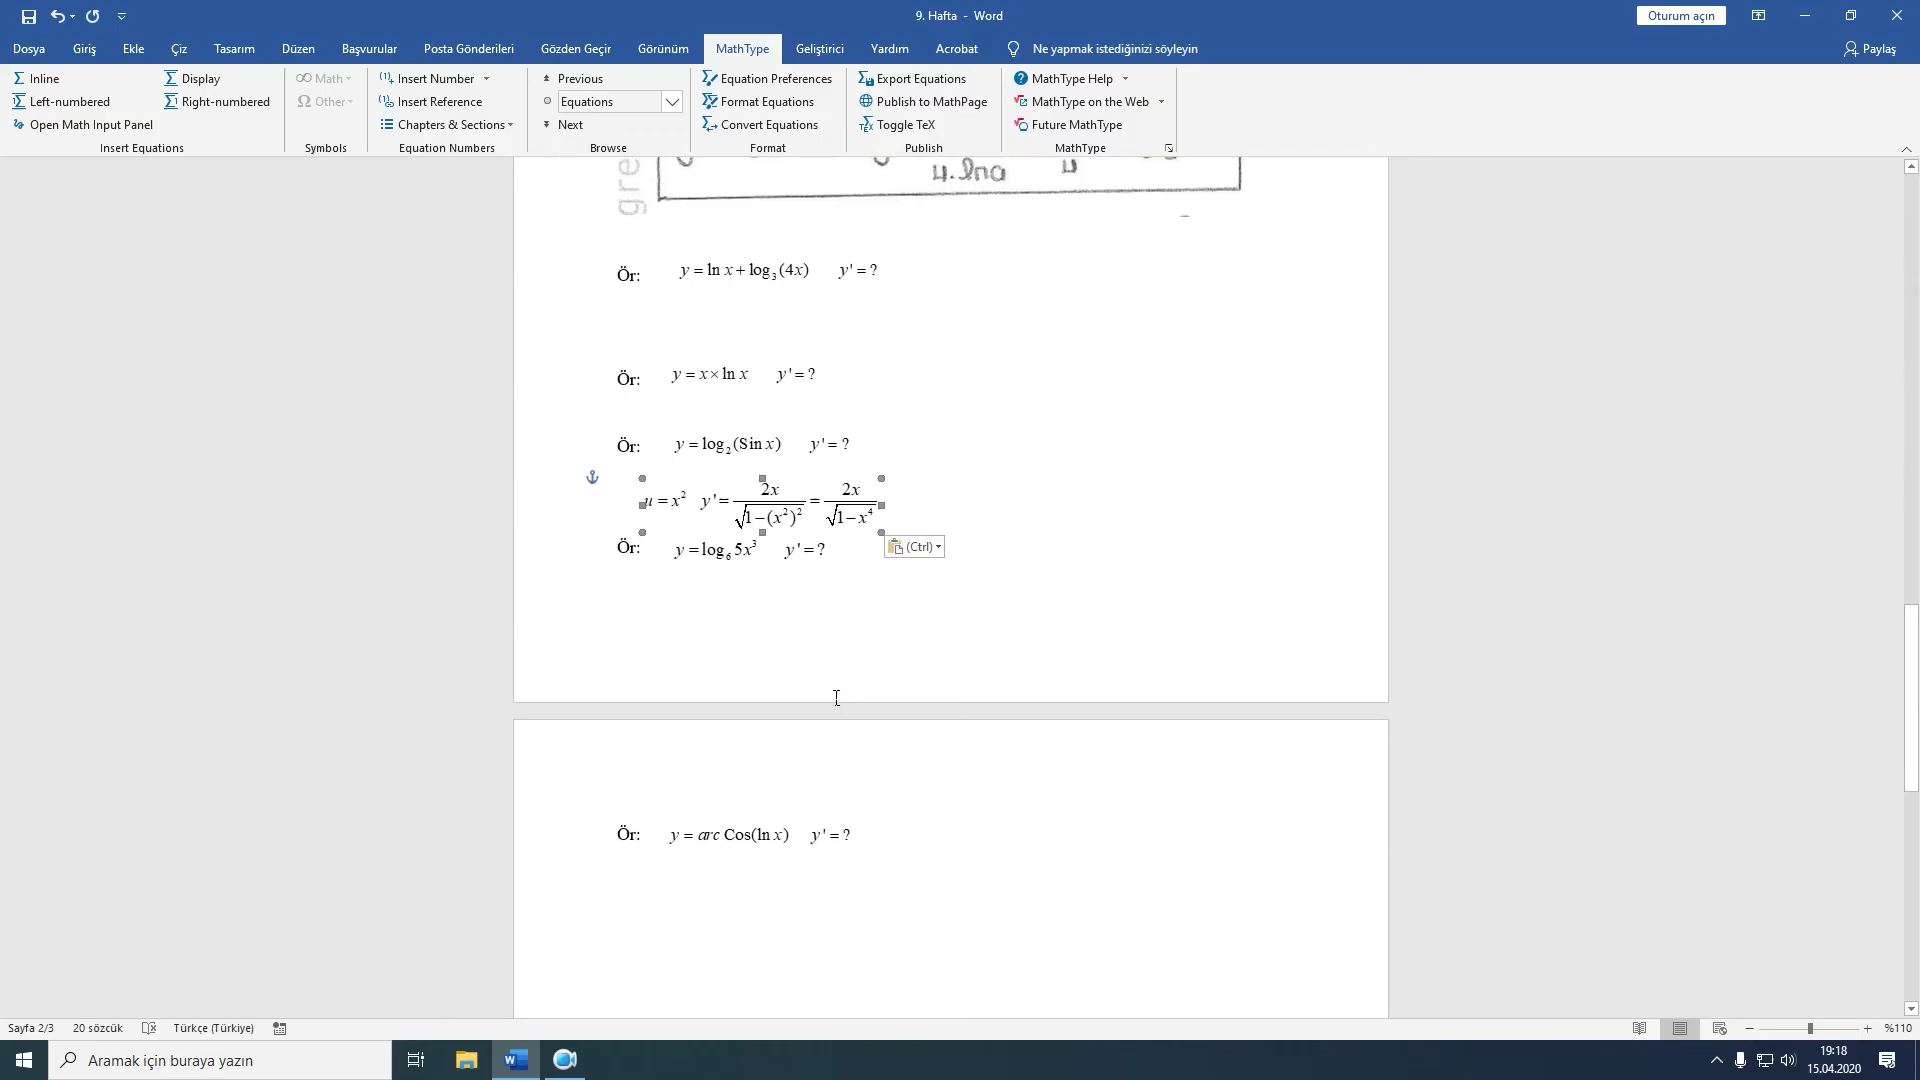 9. Hafta - Word
Oturum açın
Dosya Giriş Ekle Çiz Tasarım Düzen Başvurular Posta Gönderileri Gözden Geçir Görünüm MathType Geliştirici Yardım Acrobat Ne yapmak istediğinizi söyleyin Paylaş
Inline Display
Left-numbered Right-numbered
Open Math Input Panel
Insert Equations
Math
Other
Symbols
Insert Number
Insert Reference
Chapters & Sections
Equation Numbers
Previous
Equations
Next
Browse
Equation Preferences
Format Equations
Convert Equations
Format
Export Equations
Publish to MathPage
Toggle TeX
Publish
MathType Help
MathType on the Web
Future MathType
MathType
gre
4.lna 4
Ör: y = ln x + log₃(4x) y' = ?
Ör: y = x × ln x y' = ?
Ör: y = log₂(Sin x) y' = ?
u = x² y' = 2x / √(1−(x²)²) = 2x / √(1−x⁴)
Ör: y = log₆ 5x³ y' = ?
(Ctrl)
Ör: y = arc Cos(ln x) y' = ?
Sayfa 2/3 20 sözcük Türkçe (Türkiye) %110
Aramak için buraya yazın
19:18
15.04.2020